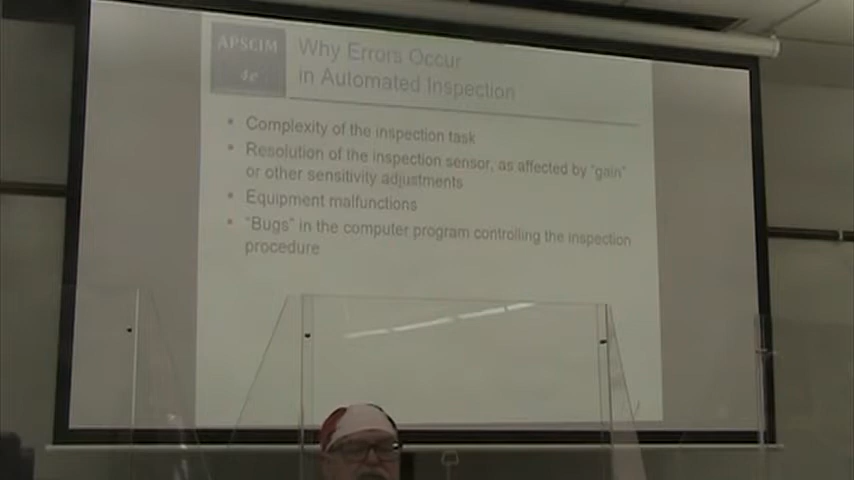 APSCIM
4e
Why Errors Occur
in Automated Inspection
• Complexity of the inspection task
• Resolution of the inspection sensor, as affected by "gain"
or other sensitivity adjustments
• Equipment malfunctions
• "Bugs" in the computer program controlling the inspection
procedure